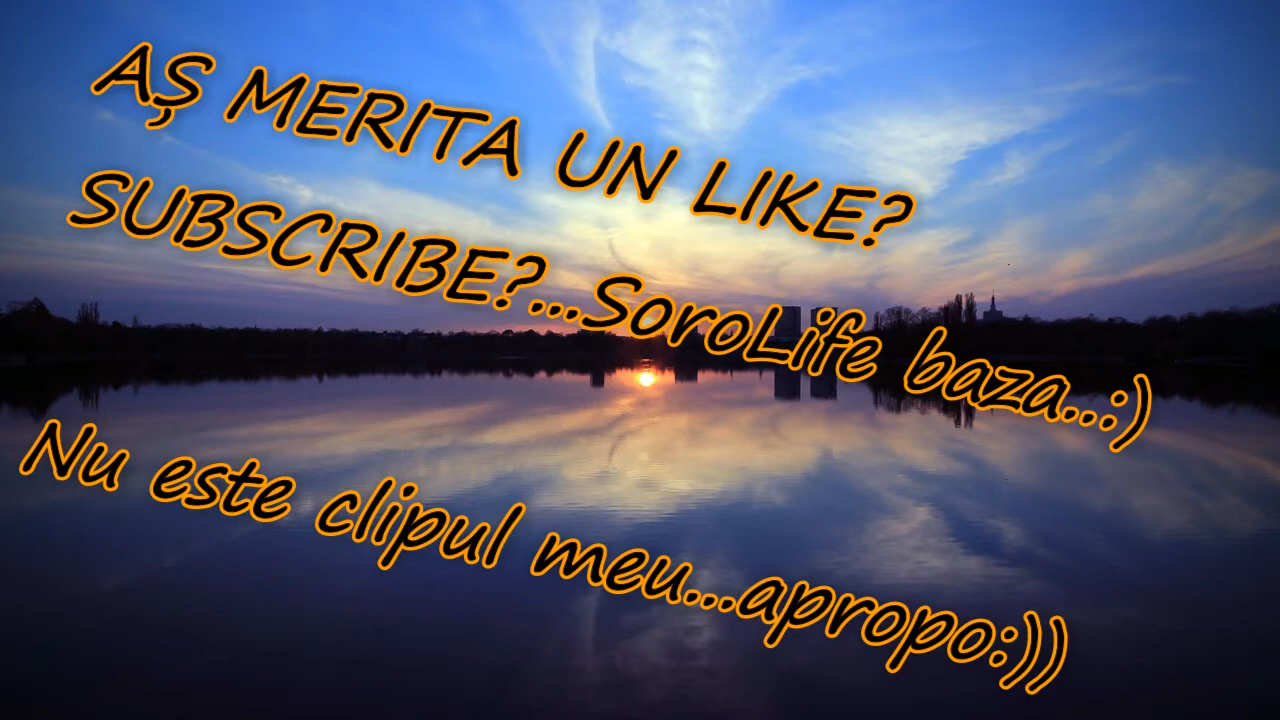 AȘ MERITA UN LIKE?
SUBSCRIBE?...SoroLife baza..:)
Nu este clipul meu...apropo:))